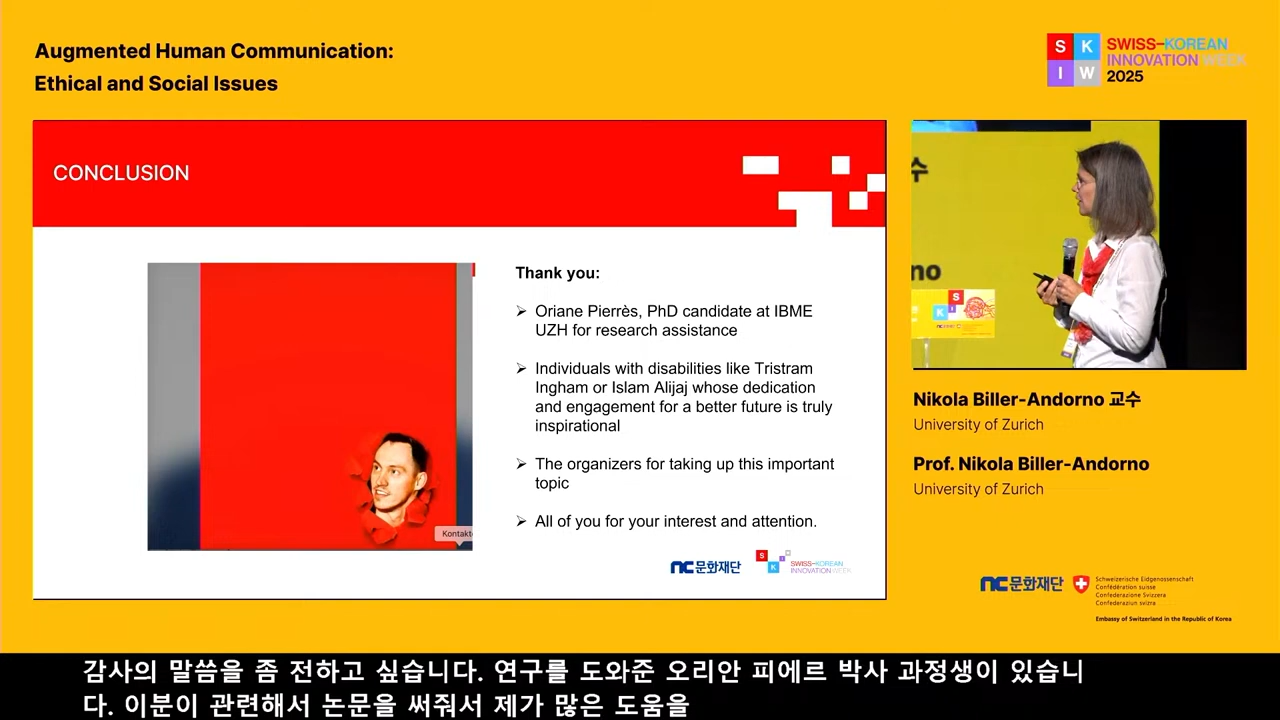 Augmented Human Communication:
Ethical and Social Issues
S K
I W
SWISS–KOREAN
INNOVATION WEEK
2025
CONCLUSION
Thank you:
➢ Oriane Pierrès, PhD candidate at IBME
UZH for research assistance
➢ Individuals with disabilities like Tristram
Ingham or Islam Alijaj whose dedication
and engagement for a better future is truly
inspirational
➢ The organizers for taking up this important
topic
➢ All of you for your interest and attention.
nc문화재단
S
K I
SWISS–KOREAN
INNOVATION WEEK
수
no
S
K
Nikola Biller-Andorno 교수
University of Zurich
Prof. Nikola Biller-Andorno
University of Zurich
nc문화재단
Schweizerische Eidgenossenschaft
Confédération suisse
Confederazione Svizzera
Confederaziun svizra
Embassy of Switzerland in the Republic of Korea
감사의 말씀을 좀 전하고 싶습니다. 연구를 도와준 오리안 피에르 박사 과정생이 있습니
다. 이분이 관련해서 논문을 써줘서 제가 많은 도움을